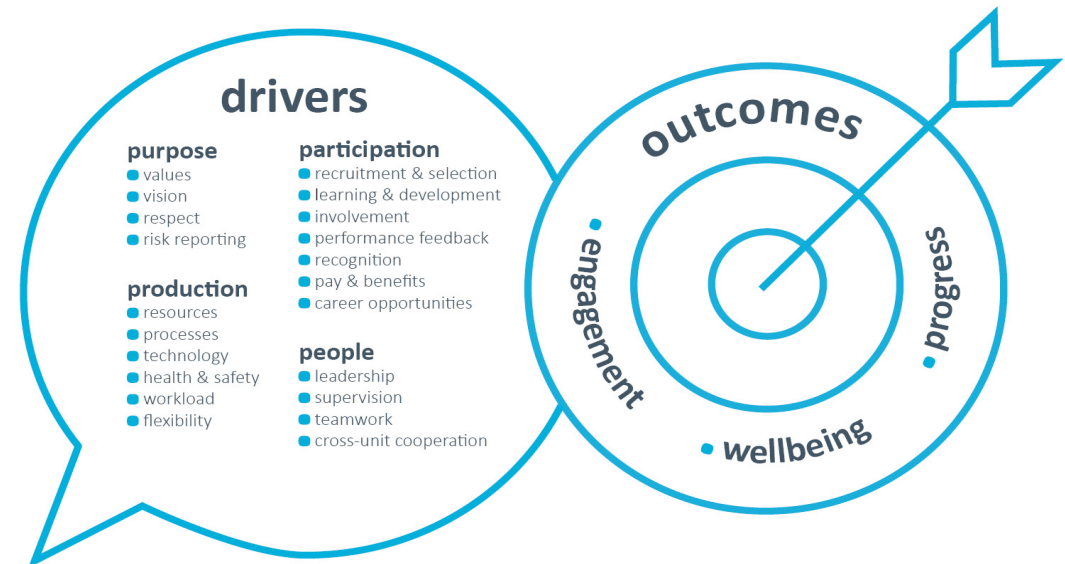 drivers
purpose
values
vision
respect
risk reporting
production
resources
processes
technology
health & safety
workload
flexibility
participation
recruitment & selection
learning & development
involvement
performance feedback
recognition
pay & benefits
career opportunities
people
leadership
supervision
teamwork
cross-unit cooperation
outcomes
engagement
wellbeing
progress